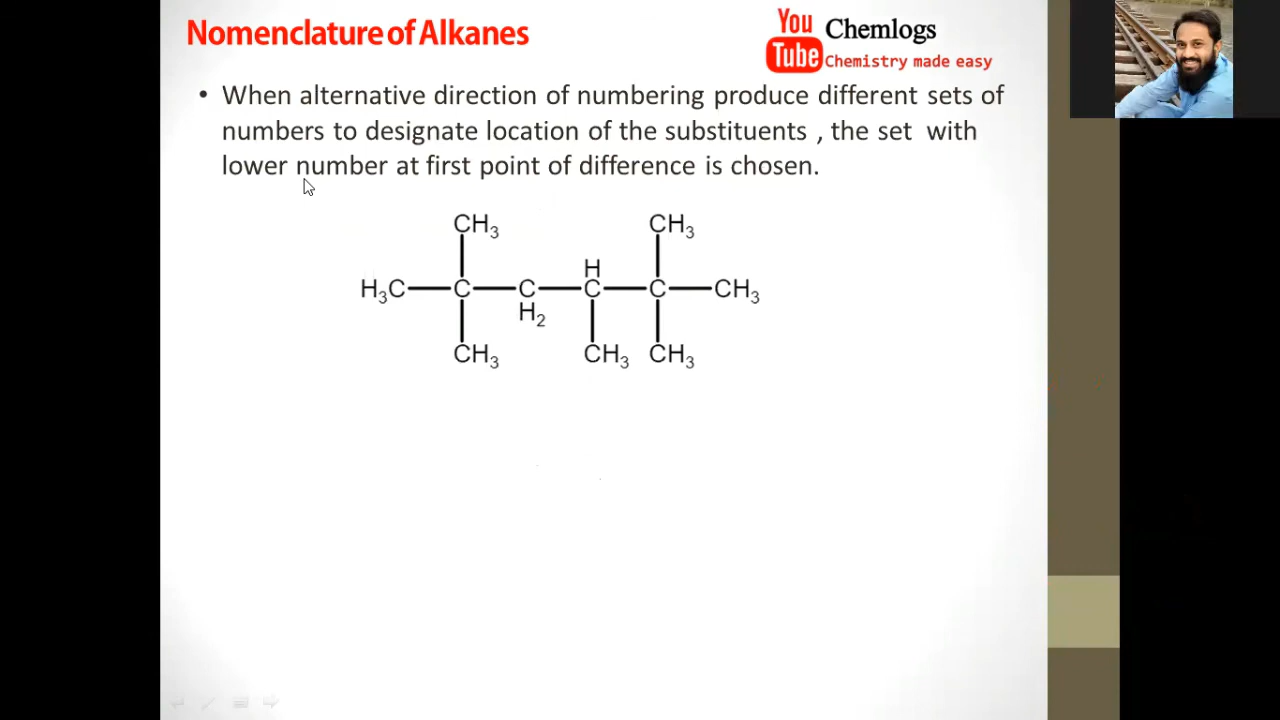 Nomenclature of Alkanes
You
Tube
Chemlogs
Chemistry made easy
• When alternative direction of numbering produce different sets of
numbers to designate location of the substituents , the set with
lower number at first point of difference is chosen.
CH3 CH3
H
H3C C C C C CH3
H2
CH3 CH3 CH3